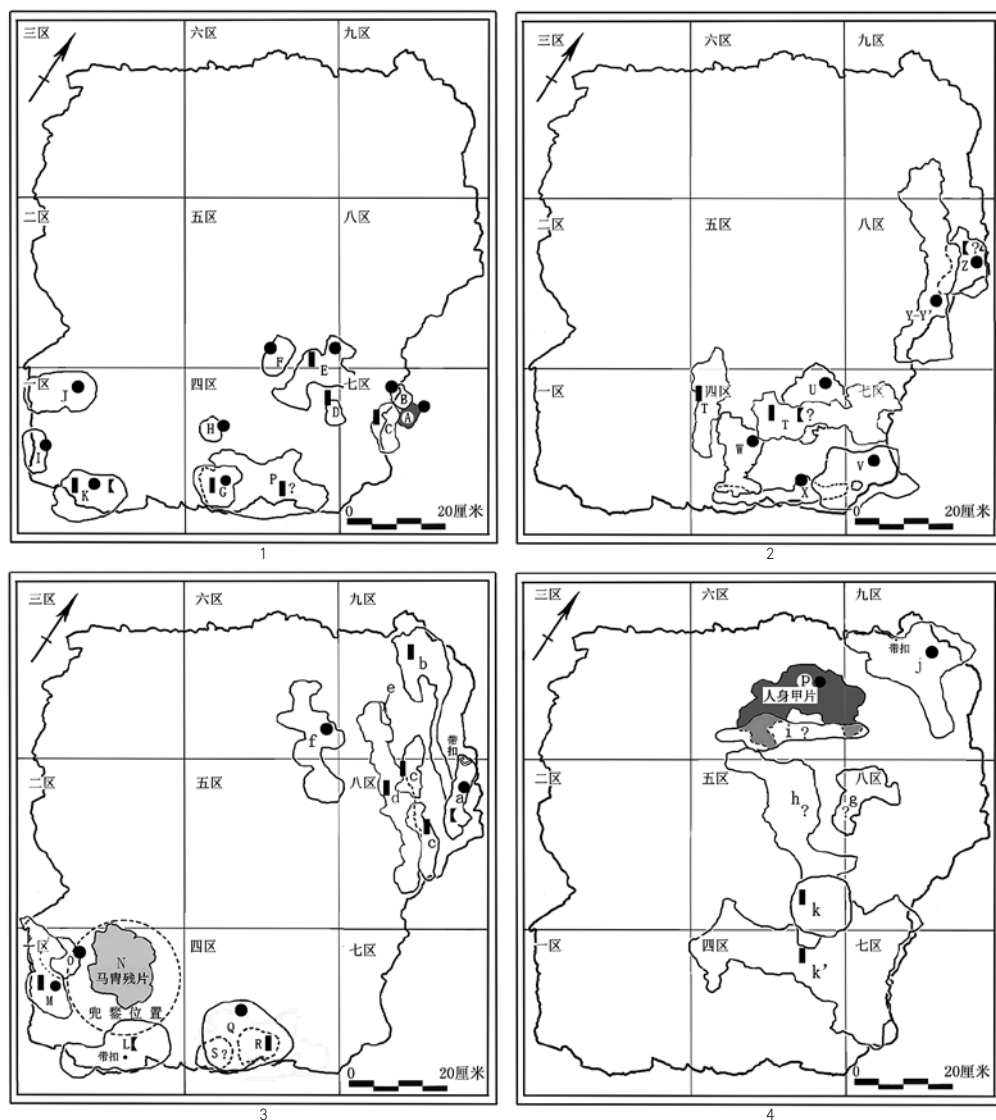 三区 六区 九区
二区 五区 八区
F E
一区 四区 七区
J B
D A
C
H
I
K G P?
0 20厘米
1
三区 六区 九区
二区 五区 八区
?
Z
Y-Y'
一区 四区 U 七区
T T ?
W
V
X
0 20厘米
2
三区 六区 九区
b
e
f 带扣
二区 五区 八区 c
d a
c
一区 四区 七区
O N
马胄残片
M
兜鍪位置
Q
L R
带扣 S?
0 20厘米
3
三区 六区 九区
带扣
j
P
人身甲片
i ?
二区 五区 八区
h g
? ?
k
一区 四区 七区
k'
0 20厘米
4